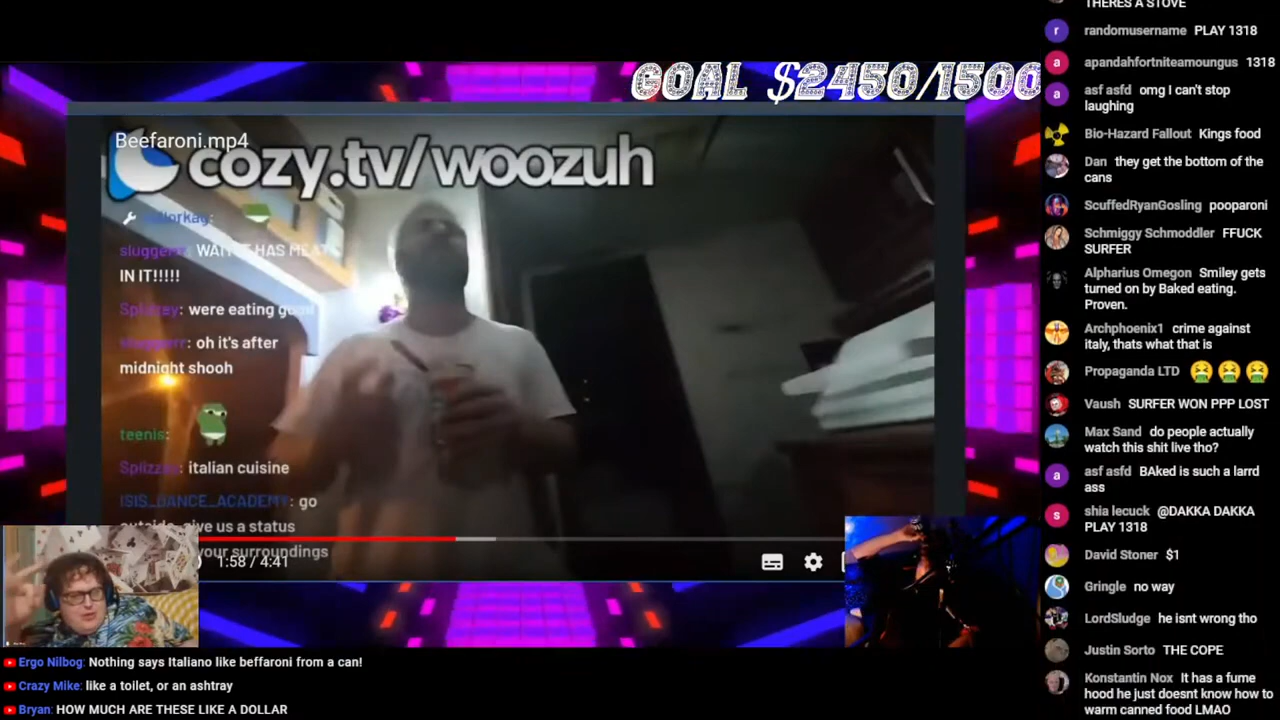 GOAL $2450/1500
Beefaroni.mp4
cozy.tv/woozuh
IN IT!!!!!
were eating
oh it's after
midnight shooh
teenis:
italian cuisine
ISIS_DANCE_ACADEMY: go
outside, give us a status
your surroundings
1:58 / 4:41
Ergo Nilbog: Nothing says Italiano like beffaroni from a can!
Crazy Mike: like a toilet, or an ashtray
Bryan: HOW MUCH ARE THESE LIKE A DOLLAR
THERES A STOVE
r
randomusername PLAY 1318
a
apandahfortniteamoungus 1318
a
asf asfd omg I can't stop
laughing
Bio-Hazard Fallout Kings food
Dan they get the bottom of the
cans
ScuffedRyanGosling pooparoni
Schmiggy Schmoddler FFUCK
SURFER
Alpharius Omegon Smiley gets
turned on by Baked eating.
Proven.
Archphoenix1 crime against
italy, thats what that is
Propaganda LTD 🤮🤮🤮
Vaush SURFER WON PPP LOST
Max Sand do people actually
watch this shit live tho?
a
asf asfd BAked is such a larrd
ass
s
shia lecuck @DAKKA DAKKA
PLAY 1318
David Stoner $1
Gringle no way
LordSludge he isnt wrong tho
Justin Sorto THE COPE
Konstantin Nox It has a fume
hood he just doesnt know how to
warm canned food LMAO